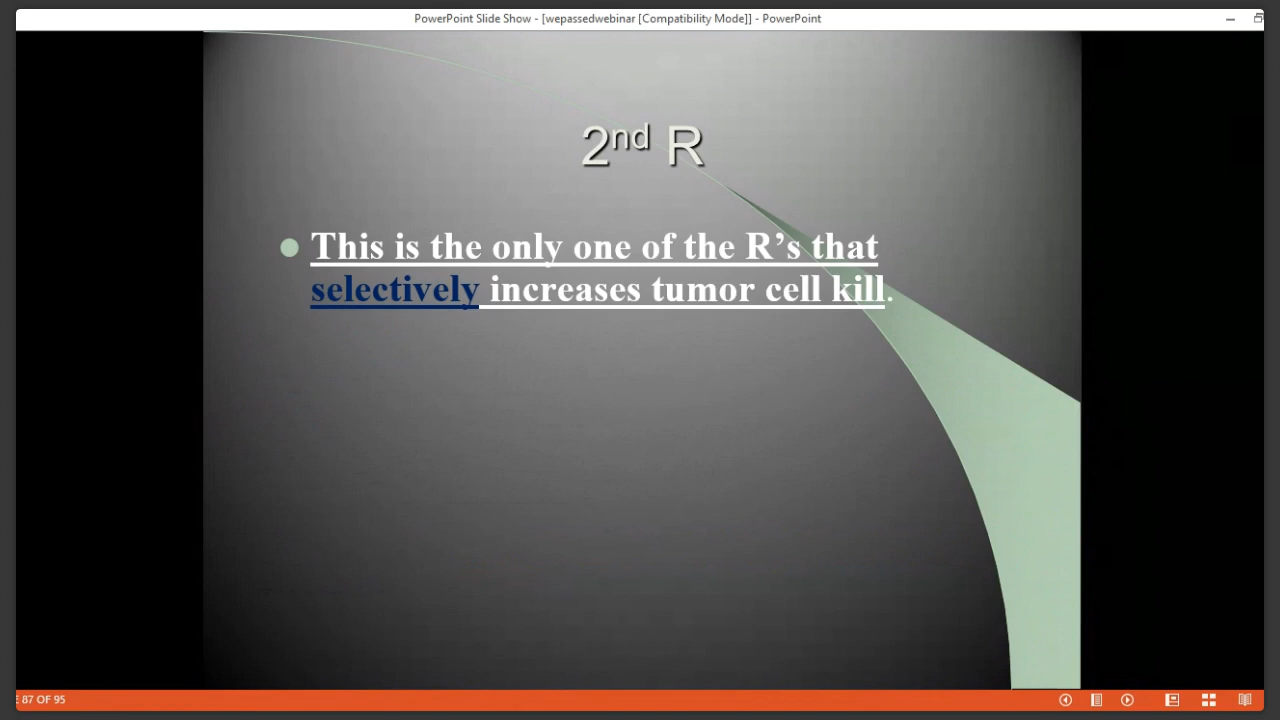 PowerPoint Slide Show - [wepassedwebinar [Compatibility Mode]] - PowerPoint
2nd R
This is the only one of the R’s that
selectively increases tumor cell kill.
E 87 OF 95